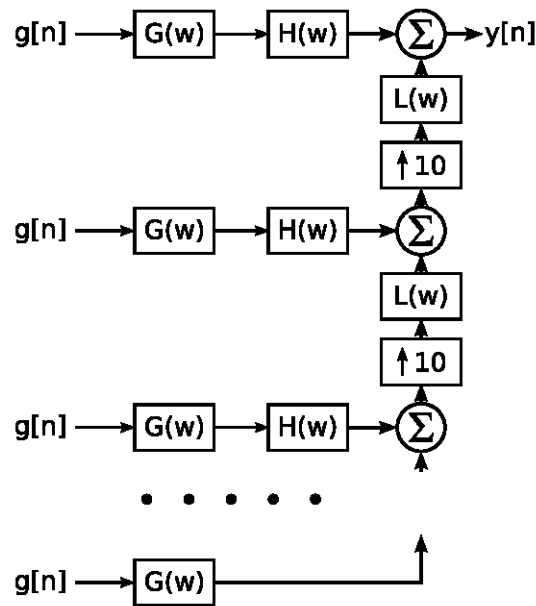 g[n] G(w) H(w) Σ y[n]
L(w)
↑10
g[n] G(w) H(w) Σ
L(w)
↑10
g[n] G(w) H(w) Σ
g[n] G(w)